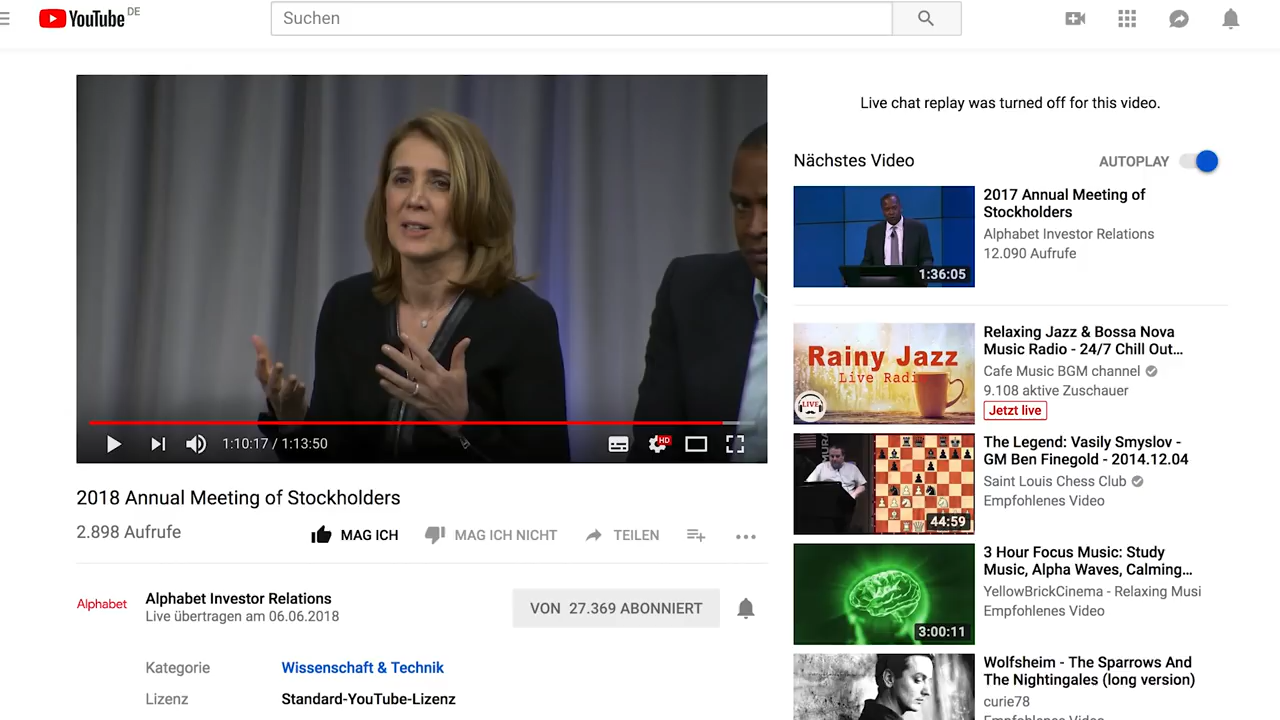 YouTube DE
Suchen
Live chat replay was turned off for this video.
Nächstes Video
AUTOPLAY
2017 Annual Meeting of
Stockholders
Alphabet Investor Relations
12.090 Aufrufe
1:36:05
Rainy Jazz
Live Radi
LIVE
Relaxing Jazz & Bossa Nova
Music Radio - 24/7 Chill Out...
Cafe Music BGM channel
9.108 aktive Zuschauer
Jetzt live
44:59
The Legend: Vasily Smyslov -
GM Ben Finegold - 2014.12.04
Saint Louis Chess Club
Empfohlenes Video
3:00:11
3 Hour Focus Music: Study
Music, Alpha Waves, Calming...
YellowBrickCinema - Relaxing Musi
Empfohlenes Video
Wolfsheim - The Sparrows And
The Nightingales (long version)
curie78
Empfohlenes Video
1:10:17 / 1:13:50
HD
2018 Annual Meeting of Stockholders
2.898 Aufrufe
MAG ICH
MAG ICH NICHT
TEILEN
Alphabet
Alphabet Investor Relations
Live übertragen am 06.06.2018
VON 27.369 ABONNIERT
Kategorie
Wissenschaft & Technik
Lizenz
Standard-YouTube-Lizenz